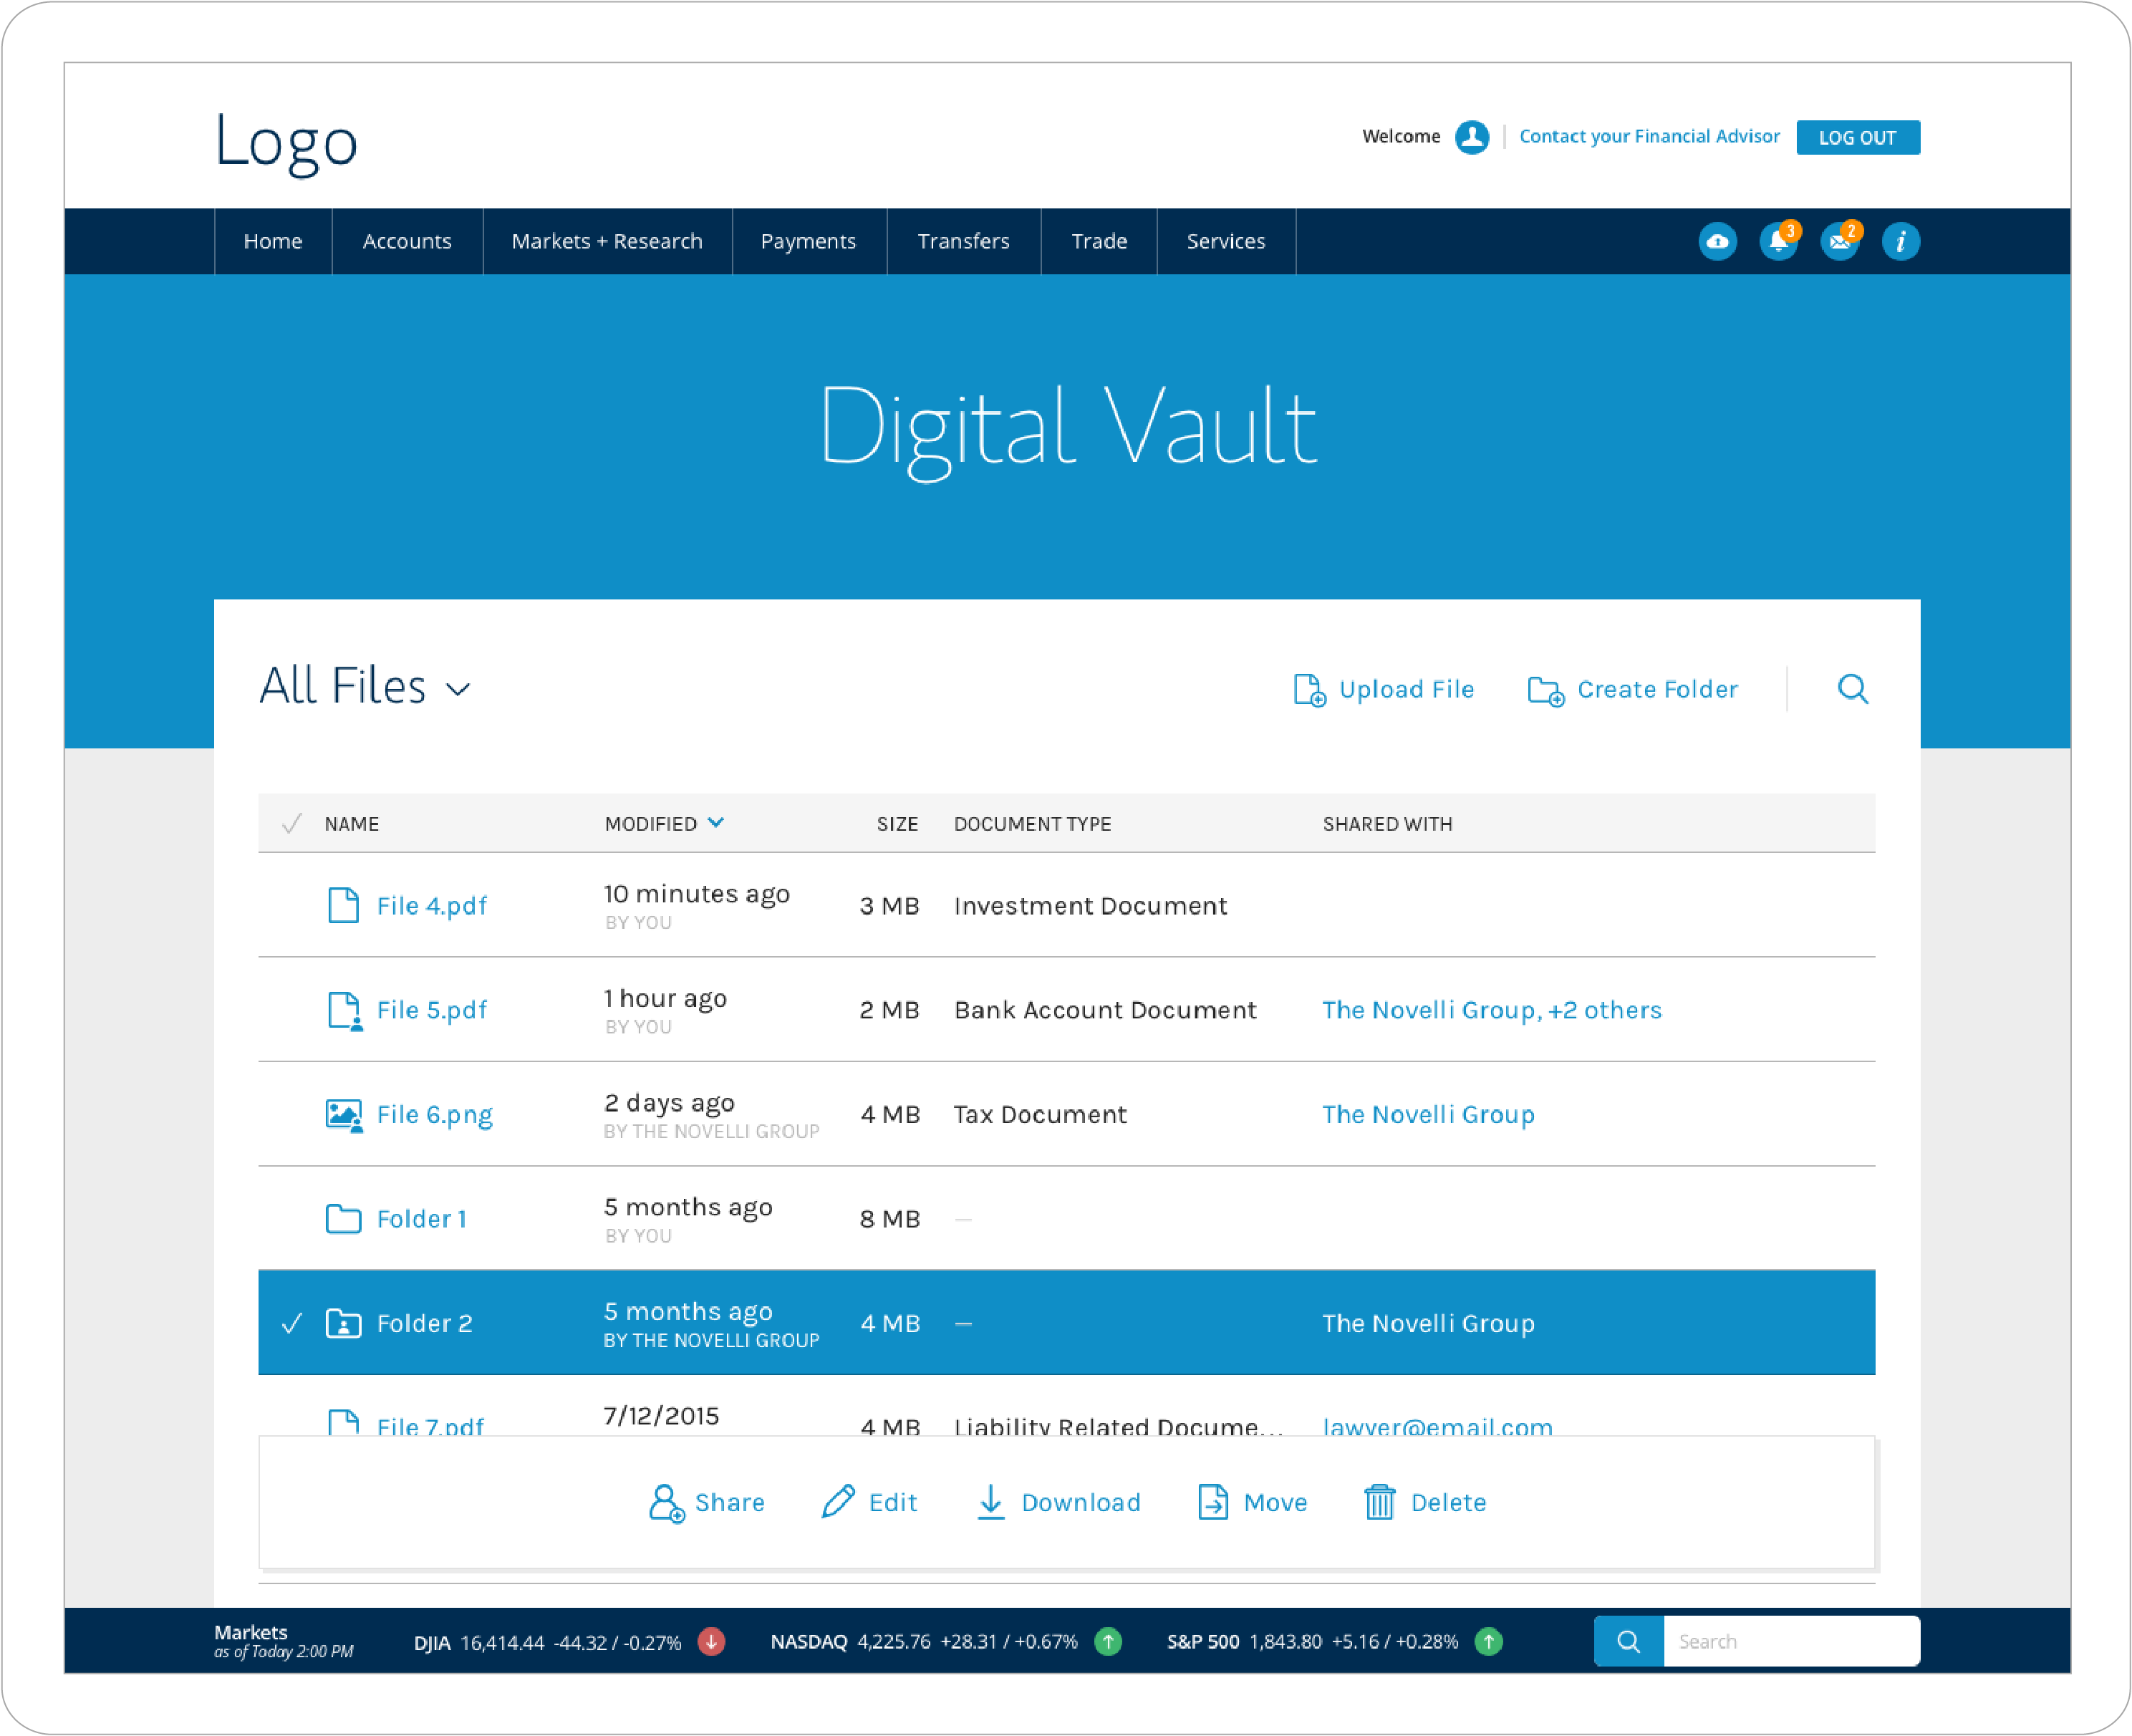 Logo
Welcome Contact your Financial Advisor LOG OUT
Home Accounts Markets + Research Payments Transfers Trade Services 3 2 i
Digital Vault
All Files Upload File Create Folder
NAME MODIFIED SIZE DOCUMENT TYPE SHARED WITH
File 4.pdf 10 minutes ago 3 MB Investment Document
BY YOU
File 5.pdf 1 hour ago 2 MB Bank Account Document The Novelli Group, +2 others
BY YOU
File 6.png 2 days ago 4 MB Tax Document The Novelli Group
BY THE NOVELLI GROUP
Folder 1 5 months ago 8 MB —
BY YOU
Folder 2 5 months ago 4 MB — The Novelli Group
BY THE NOVELLI GROUP
File 7.pdf 7/12/2015 4 MB Liability Related Docume... lawyer@email.com
Share Edit Download Move Delete
Markets
as of Today 2:00 PM
DJIA 16,414.44 -44.32 / -0.27% NASDAQ 4,225.76 +28.31 / +0.67% S&P 500 1,843.80 +5.16 / +0.28% Search